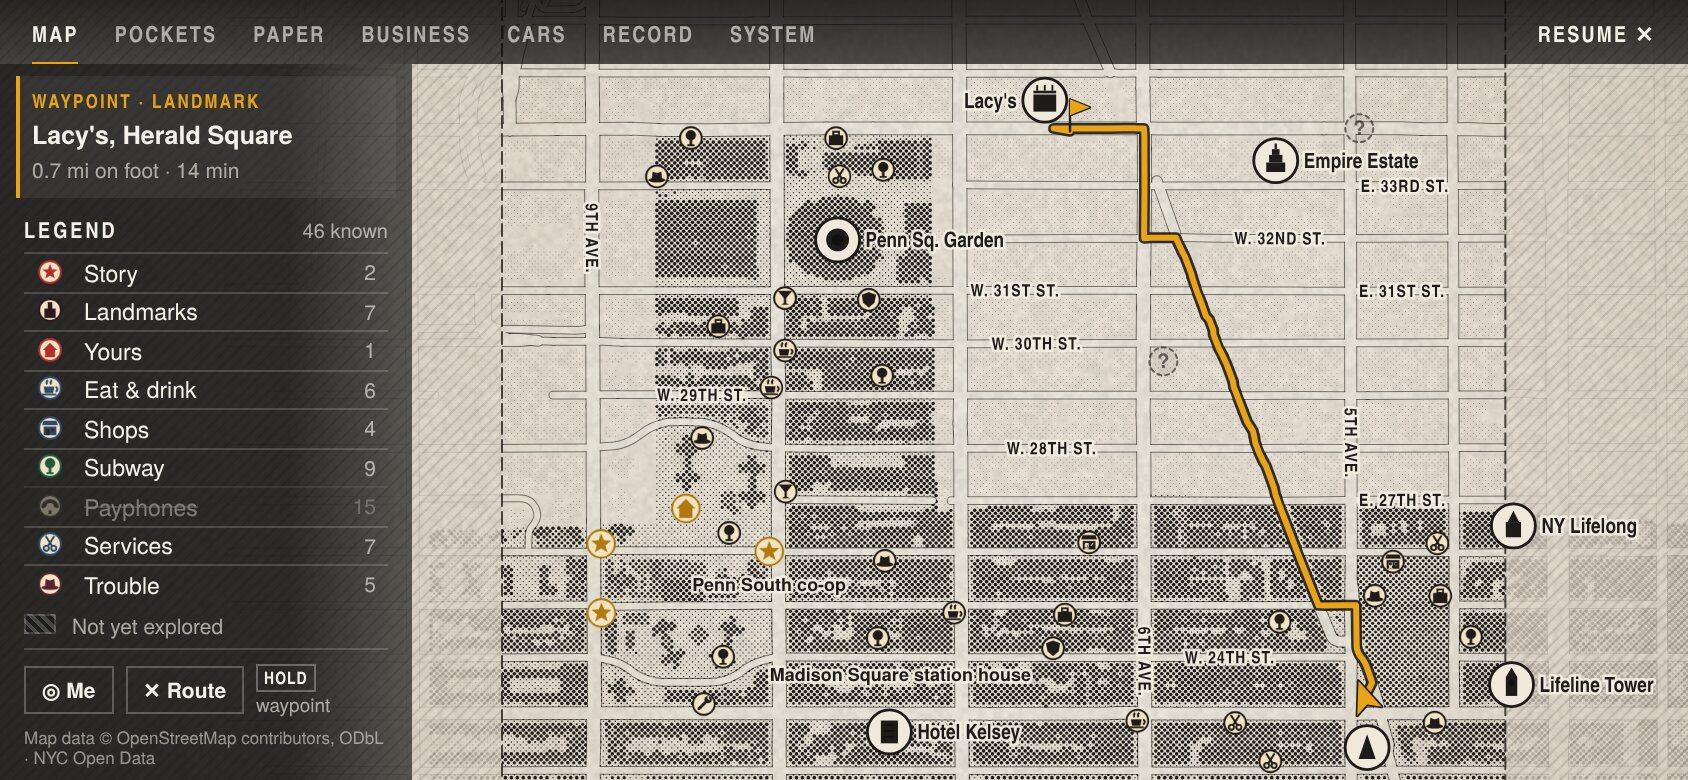 MAP POCKETS PAPER BUSINESS CARS RECORD SYSTEM RESUME ✕
WAYPOINT · LANDMARK
Lacy's, Herald Square
0.7 mi on foot · 14 min
LEGEND 46 known
Story 2
Landmarks 7
Yours 1
Eat & drink 6
Shops 4
Subway 9
Payphones 15
Services 7
Trouble 5
Not yet explored
Me
✕ Route
HOLD
waypoint
Map data © OpenStreetMap contributors, ODbL
· NYC Open Data
Lacy's
?
Empire Estate
E. 33RD ST.
9TH AVE.
Penn Sq. Garden
W. 32ND ST.
W. 31ST ST.
E. 31ST ST.
W. 30TH ST.
?
W. 29TH ST.
5TH AVE.
W. 28TH ST.
E. 27TH ST.
NY Lifelong
Penn South co-op
6TH AVE.
W. 24TH ST.
Madison Square station house
Lifeline Tower
Hotel Kelsey